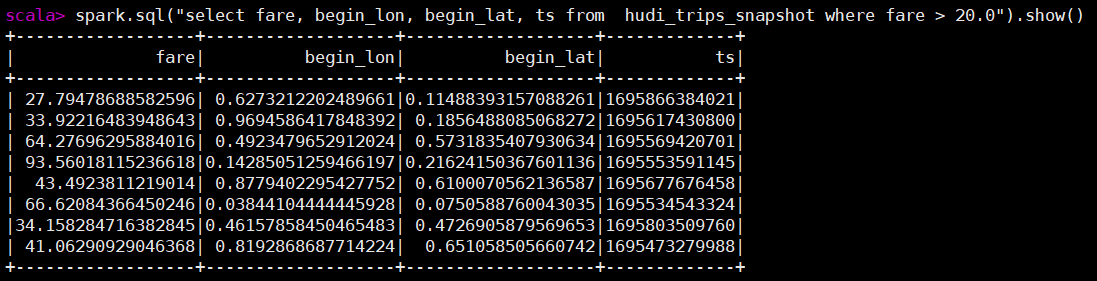 scala> spark.sql("select fare, begin_lon, begin_lat, ts from  hudi_trips_snapshot where fare > 20.0").show()
+------------------+-------------------+-------------------+-------------+
|              fare|          begin_lon|          begin_lat|           ts|
+------------------+-------------------+-------------------+-------------+
| 27.79478688582596| 0.6273212202489661|0.11488393157088261|1695866384021|
| 33.92216483948643| 0.9694586417848392| 0.1856488085068272|1695617430800|
| 64.27696295884016| 0.4923479652912024| 0.5731835407930634|1695569420701|
| 93.56018115236618|0.14285051259466197|0.21624150367601136|1695553591145|
|  43.4923811219014| 0.8779402295427752| 0.6100070562136587|1695677676458|
| 66.62084366450246|0.03844104444445928| 0.0750588760043035|1695534543324|
|34.158284716382845|0.46157858450465483| 0.4726905879569653|1695803509760|
| 41.06290929046368| 0.8192868687714224|  0.651058505660742|1695473279988|
+------------------+-------------------+-------------------+-------------+